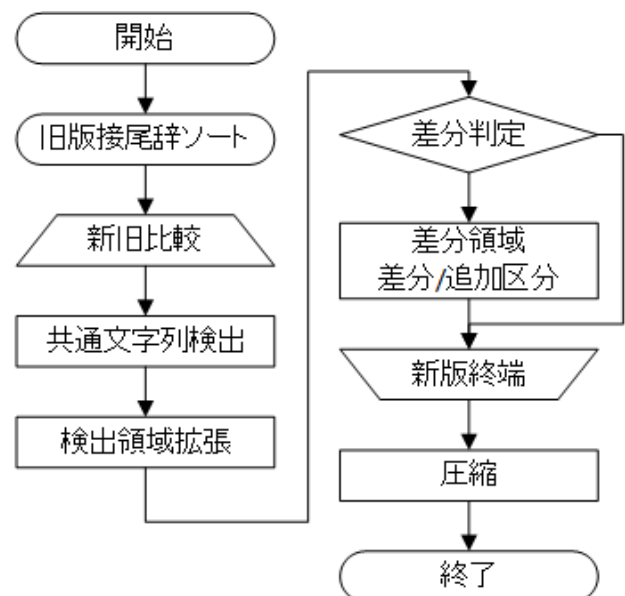 開始
旧版接尾辞ソート
新旧比較
共通文字列検出
検出領域拡張
差分判定
差分領域
差分/追加区分
新版終端
圧縮
終了